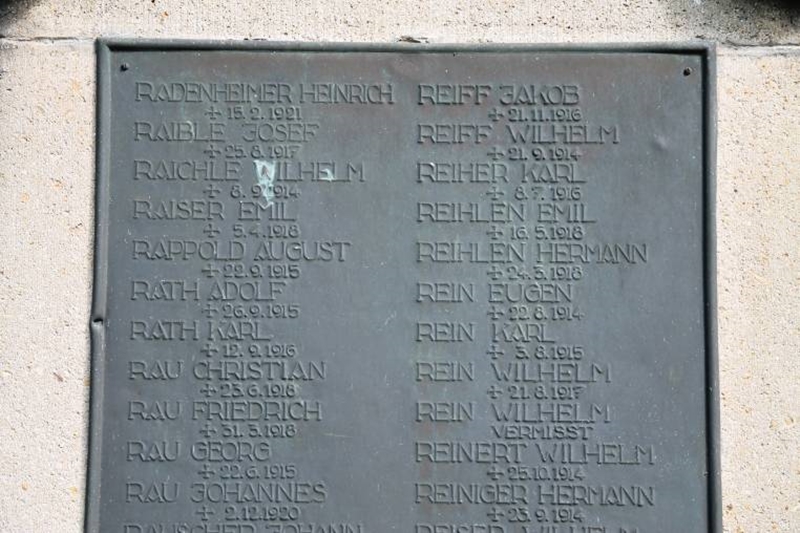 RADENHEIMER HEINRICH
+ 15.2.1921
RAIBLE JOSEF
+ 25.8.1917
RAICHLE WILHELM
+ 8.9.1914
RAISER EMIL
+ 5.4.1918
RAPPOLD AUGUST
+ 22.9.1915
RATH ADOLF
+ 26.9.1915
RATH KARL
+ 12.9.1916
RAU CHRISTIAN
+ 23.6.1918
RAU FRIEDRICH
+ 31.3.1918
RAU GEORG
+ 22.6.1915
RAU JOHANNES
+ 2.12.1920
RAUSCHER JOHANN
REIFF JAKOB
+ 21.11.1916
REIFF WILHELM
+ 21.9.1914
REIHER KARL
+ 8.7.1916
REIHLEN EMIL
+ 16.5.1918
REIHLEN HERMANN
+ 24.3.1918
REIN EUGEN
+ 22.8.1914
REIN KARL
+ 3.8.1915
REIN WILHELM
+ 21.8.1917
REIN WILHELM
VERMISST
REINERT WILHELM
+ 25.10.1914
REINIGER HERMANN
+ 23.9.1914
REISER WILHELM